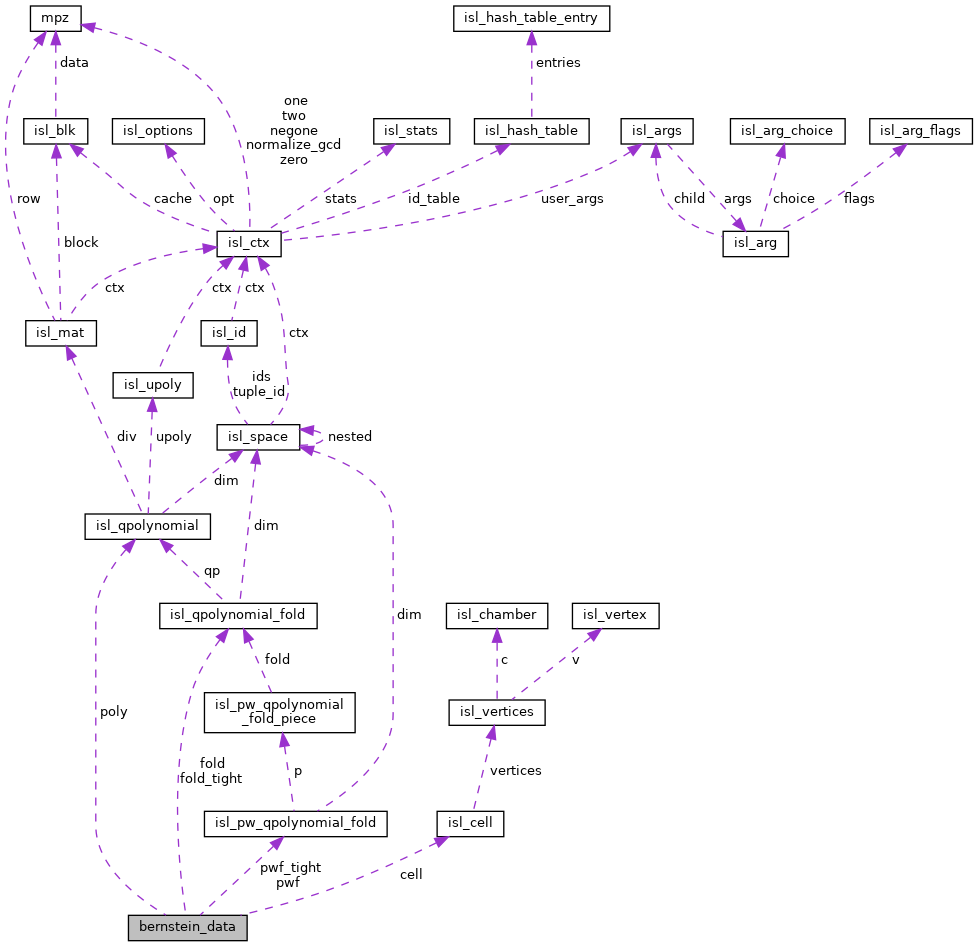 mpz
isl_hash_table_entry
data
entries
one
two
negone
normalize_gcd
zero
isl_blk
isl_options
isl_stats
isl_hash_table
isl_args
isl_arg_choice
isl_arg_flags
row
cache
opt
stats
id_table
user_args
child
args
choice
flags
block
isl_ctx
isl_arg
ctx
ctx
ctx
isl_mat
isl_id
ctx
isl_upoly
ids
tuple_id
div
upoly
isl_space
nested
dim
isl_qpolynomial
dim
qp
isl_qpolynomial_fold
dim
isl_chamber
isl_vertex
fold
c
v
poly
isl_pw_qpolynomial
_fold_piece
isl_vertices
fold
fold_tight
p
vertices
isl_pw_qpolynomial_fold
isl_cell
pwf_tight
pwf
cell
bernstein_data